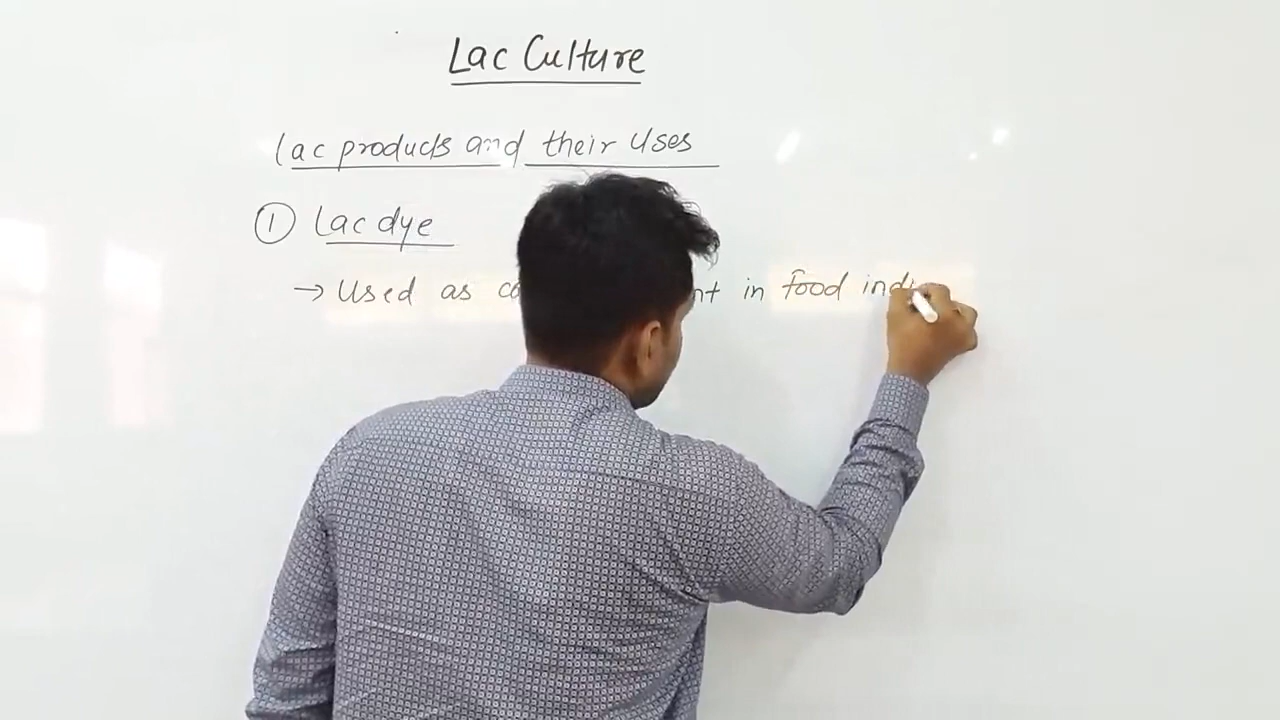 Lac Culture
lac products and their uses
① lac dye
→ Used as in food